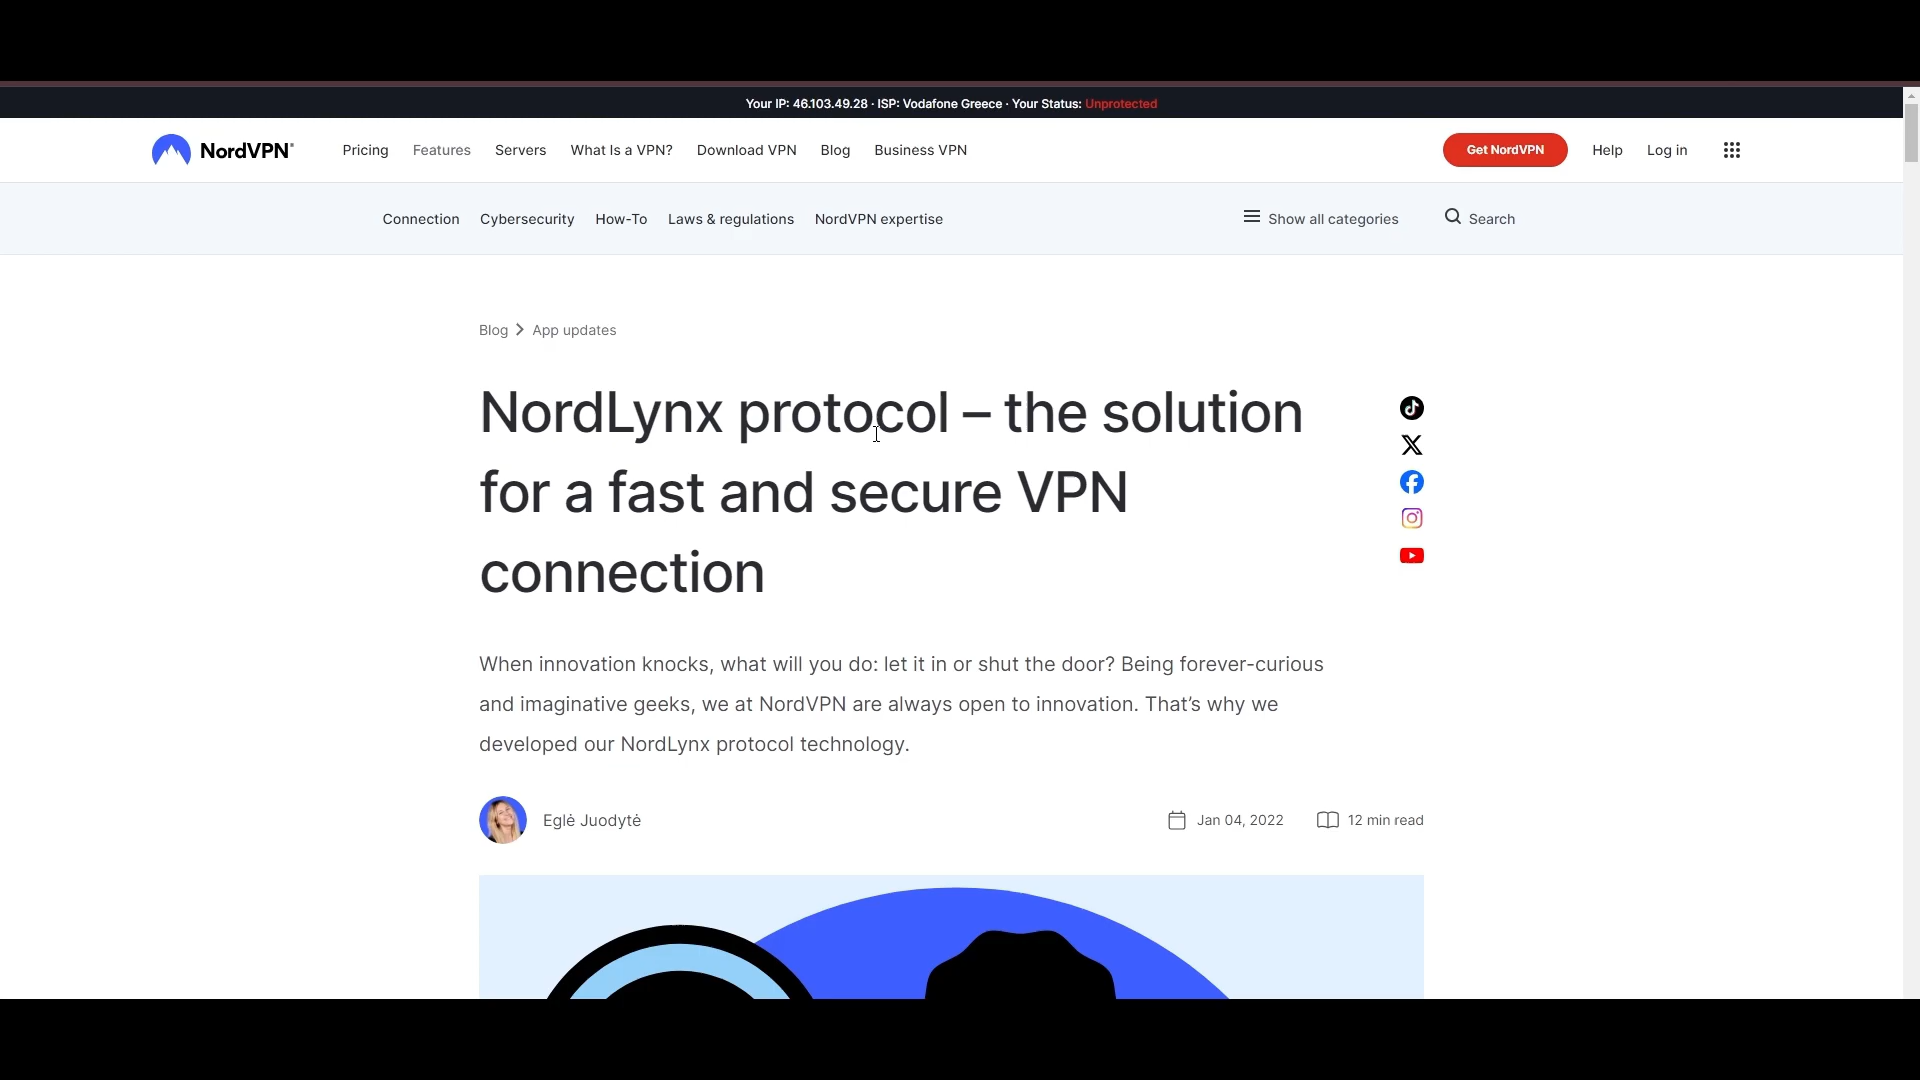 Your IP: 46.103.49.28 · ISP: Vodafone Greece · Your Status: Unprotected
NordVPN®
Pricing
Features
Servers
What Is a VPN?
Download VPN
Blog
Business VPN
Get NordVPN
Help
Log in
Connection
Cybersecurity
How-To
Laws & regulations
NordVPN expertise
Show all categories
Search
Blog
App updates
NordLynx protocol – the solution
for a fast and secure VPN
connection
When innovation knocks, what will you do: let it in or shut the door? Being forever-curious
and imaginative geeks, we at NordVPN are always open to innovation. That’s why we
developed our NordLynx protocol technology.
Eglė Juodytė
Jan 04, 2022
12 min read